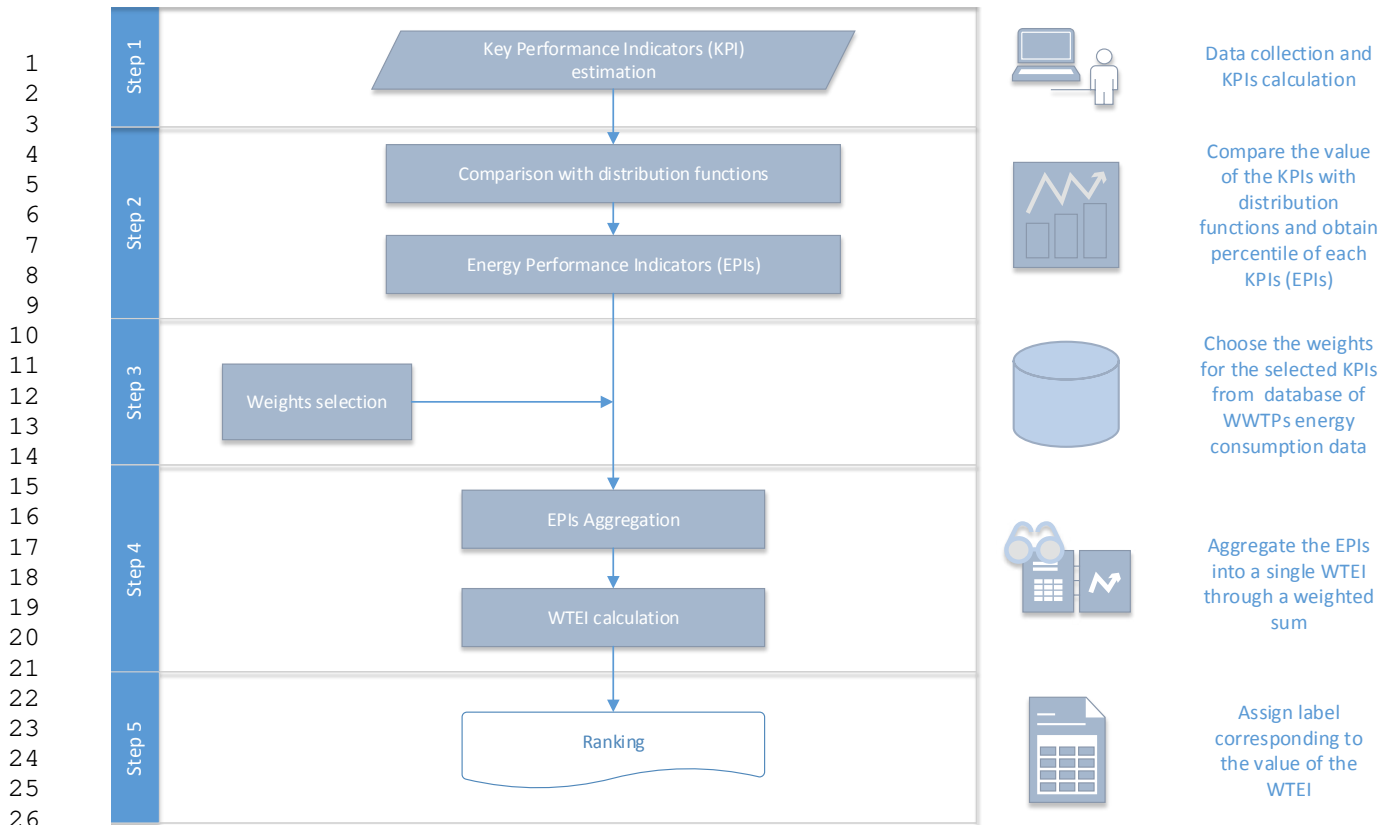 1
2
3
4
5
6
7
8
9
10
11
12
13
14
15
16
17
18
19
20
21
22
23
24
25
26
Step 1
Key Performance Indicators (KPI)
estimation
Data collection and
KPIs calculation
Step 2
Comparison with distribution functions
Energy Performance Indicators (EPIs)
Compare the value
of the KPIs with
distribution
functions and obtain
percentile of each
KPIs (EPIs)
Step 3
Weights selection
Choose the weights
for the selected KPIs
from database of
WWTPs energy
consumption data
Step 4
EPIs Aggregation
WTEI calculation
Aggregate the EPIs
into a single WTEI
through a weighted
sum
Step 5
Ranking
Assign label
corresponding to
the value of the
WTEI